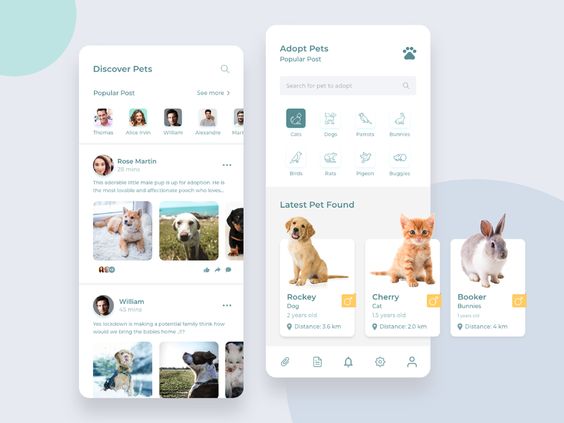 Discover Pets
Popular Post
See more
Thomas
Alice Irvin
William
Alexandre
Rose Martin
28 mins
This adorable little male pup is up for adoption. He is
the most lovable and affectionate pooch who loves...
William
45 mins
Yes lockdown is making a potential family think how
would we bring the babies home ..!!?
Adopt Pets
Popular Post
Search for pet to adopt
Cats
Dogs
Parrots
Bunnies
Birds
Rats
Pigeon
Buggies
Latest Pet Found
Rockey
Dog
2 years old
Distance: 3.6 km
Cherry
Cat
1.5 years old
Distance: 2.0 km
Booker
Bunnies
1 years old
Distance: 4 km